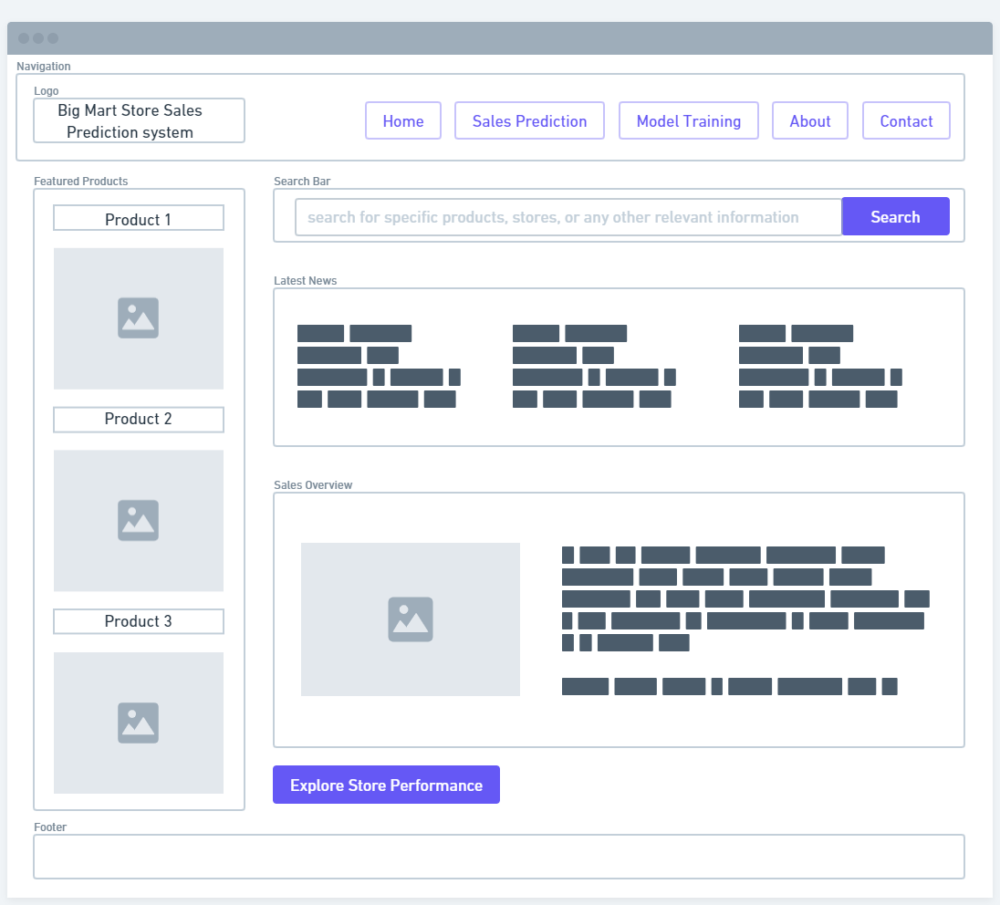 Navigation
Logo
Big Mart Store Sales
Prediction system
Home
Sales Prediction
Model Training
About
Contact
Featured Products
Product 1
Product 2
Product 3
Search Bar
search for specific products, stores, or any other relevant information
Search
Latest News
Sales Overview
Explore Store Performance
Footer